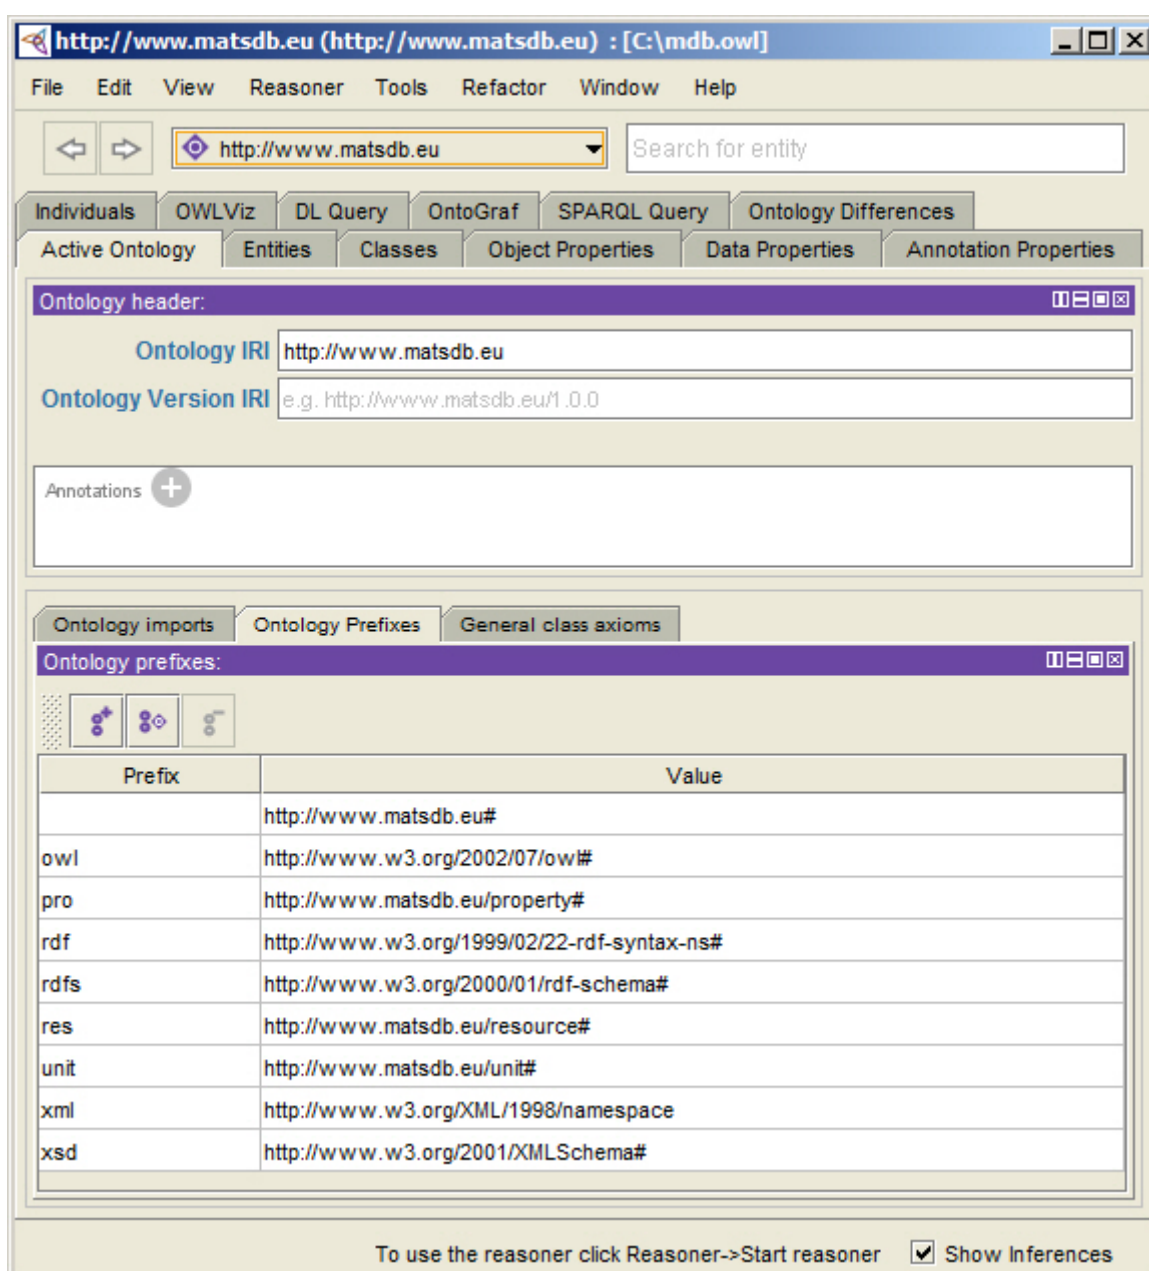 http://www.matsdb.eu (http://www.matsdb.eu) : [C:\mdb.owl]
File Edit View Reasoner Tools Refactor Window Help
http://www.matsdb.eu Search for entity
Individuals OWLViz DL Query OntoGraf SPARQL Query Ontology Differences
Active Ontology Entities Classes Object Properties Data Properties Annotation Properties
Ontology header:
Ontology IRI http://www.matsdb.eu
Ontology Version IRI e.g. http://www.matsdb.eu/1.0.0
Annotations
Ontology imports Ontology Prefixes General class axioms
Ontology prefixes:
Prefix Value
http://www.matsdb.eu#
owl http://www.w3.org/2002/07/owl#
pro http://www.matsdb.eu/property#
rdf http://www.w3.org/1999/02/22-rdf-syntax-ns#
rdfs http://www.w3.org/2000/01/rdf-schema#
res http://www.matsdb.eu/resource#
unit http://www.matsdb.eu/unit#
xml http://www.w3.org/XML/1998/namespace
xsd http://www.w3.org/2001/XMLSchema#
To use the reasoner click Reasoner->Start reasoner Show Inferences